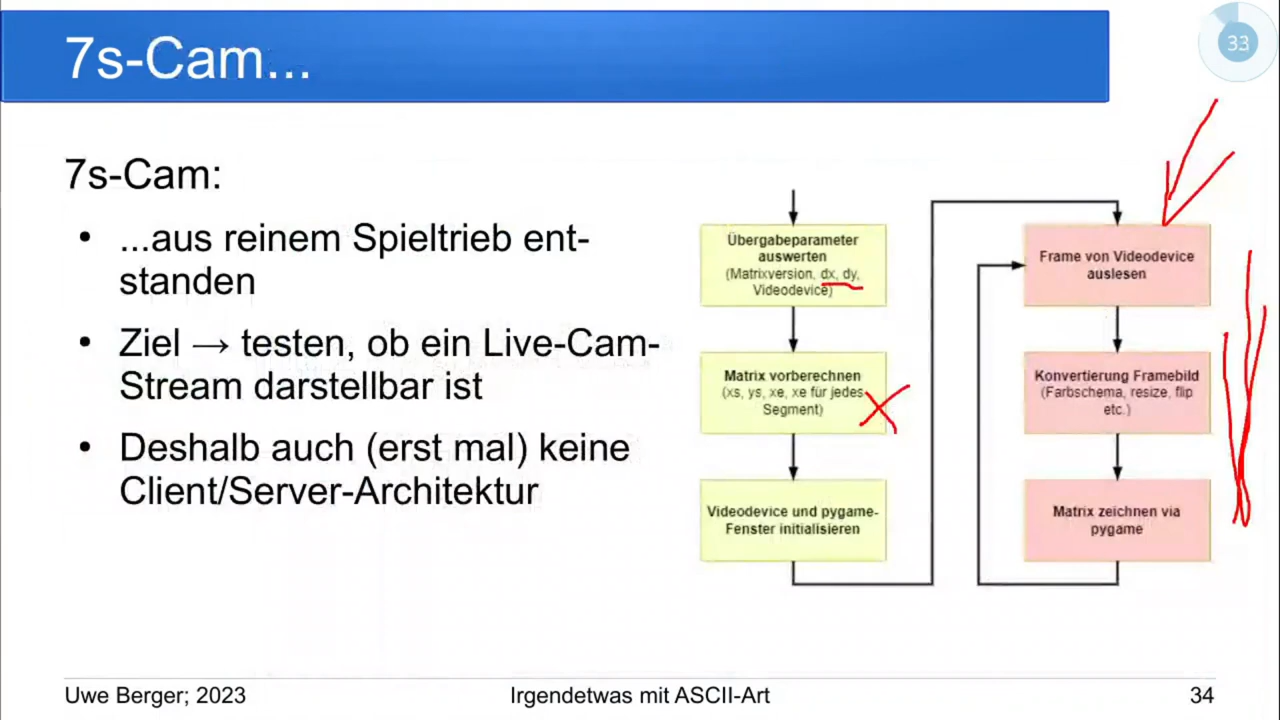 7s-Cam...
33
7s-Cam:
• ...aus reinem Spieltrieb ent-
standen
• Ziel → testen, ob ein Live-Cam-
Stream darstellbar ist
• Deshalb auch (erst mal) keine
Client/Server-Architektur
Übergabeparameter
auswerten
(Matrixversion, dx, dy,
Videodevice)
Matrix vorberechnen
(xs, ys, xe, xe für jedes
Segment)
Videodevice und pygame-
Fenster initialisieren
Frame von Videodevice
auslesen
Konvertierung Framebild
(Farbschema, resize, flip
etc.)
Matrix zeichnen via
pygame
Uwe Berger; 2023
Irgendetwas mit ASCII-Art
34